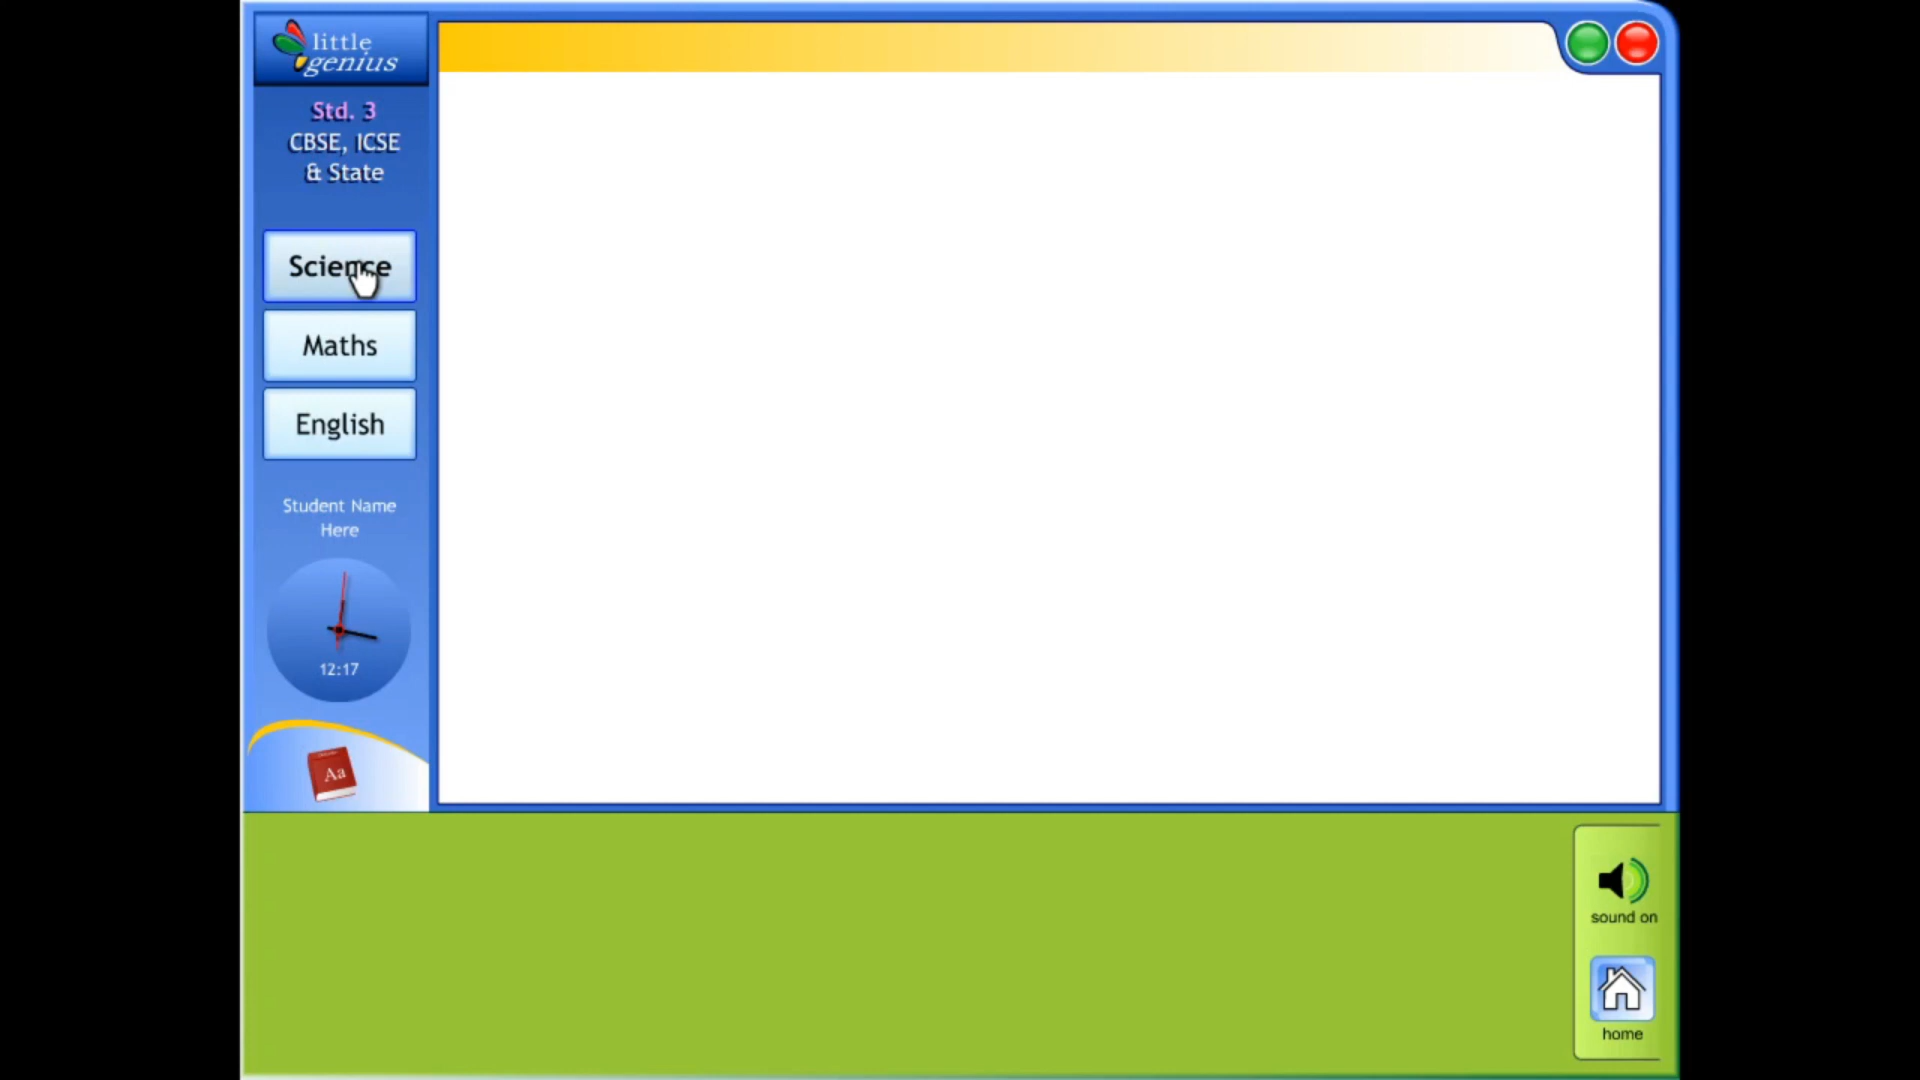 little
genius
Std. 3
CBSE, ICSE
& State
Science
Maths
English
Student Name
Here
12:17
Aa
sound on
home